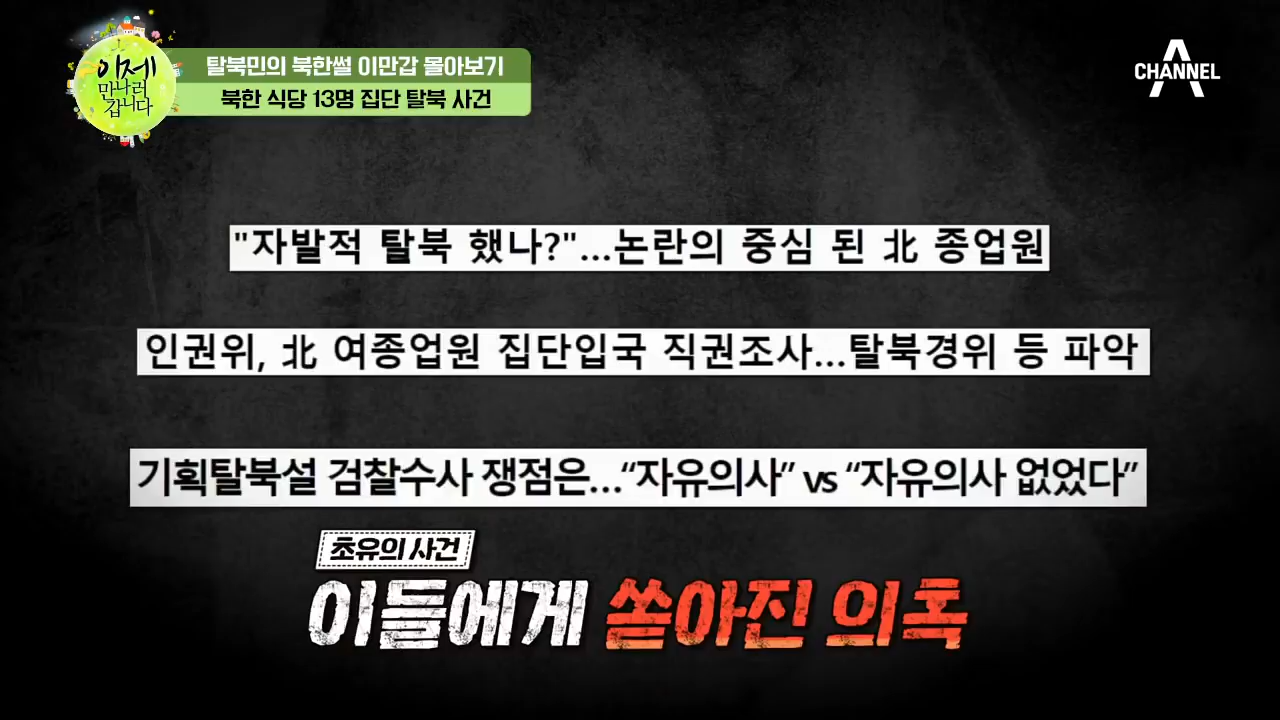 이제
만나러
갑니다
탈북민의 북한썰 이만갑 몰아보기
북한 식당 13명 집단 탈북 사건
CHANNEL
"자발적 탈북 했나?"...논란의 중심 된 北 종업원
인권위, 北 여종업원 집단입국 직권조사...탈북경위 등 파악
기획탈북설 검찰수사 쟁점은...“자유의사” vs “자유의사 없었다”
초유의 사건
이들에게 쏟아진 의혹